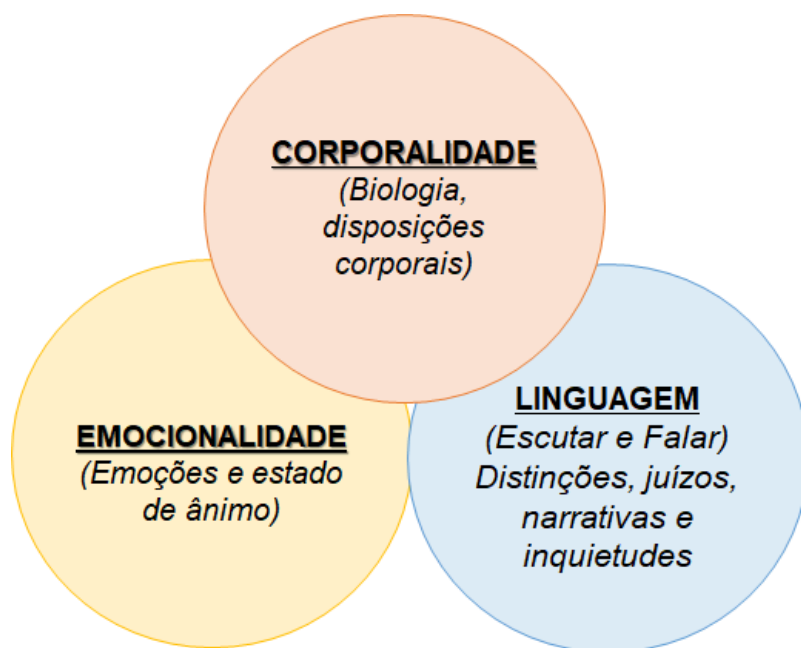 CORPORALIDADE
(Biologia,
disposições
corporais)
EMOCIONALIDADE
(Emoções e estado
de ânimo)
LINGUAGEM
(Escutar e Falar)
Distinções, juízos,
narrativas e
inquietudes